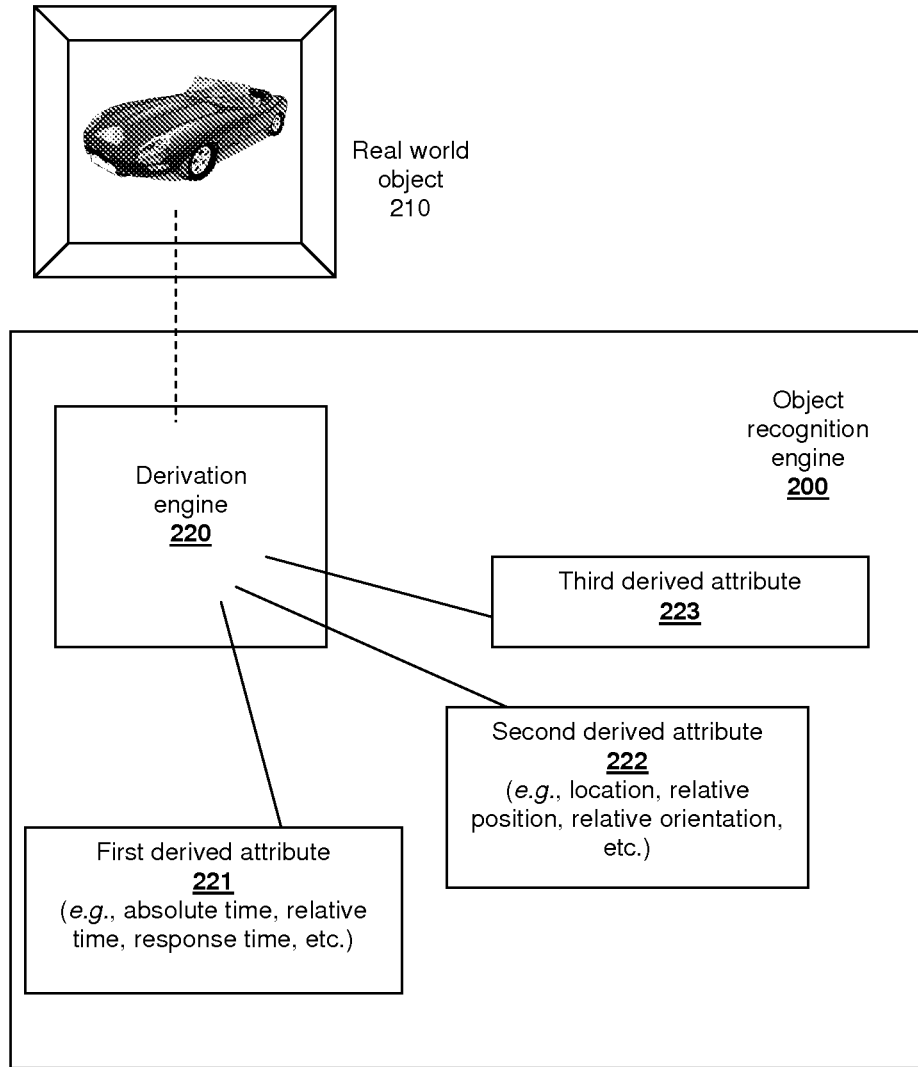 Real world
object
210
Object
recognition
engine
200
Derivation
engine
220
Third derived attribute
223
Second derived attribute
222
(e.g., location, relative
position, relative orientation,
etc.)
First derived attribute
221
(e.g., absolute time, relative
time, response time, etc.)